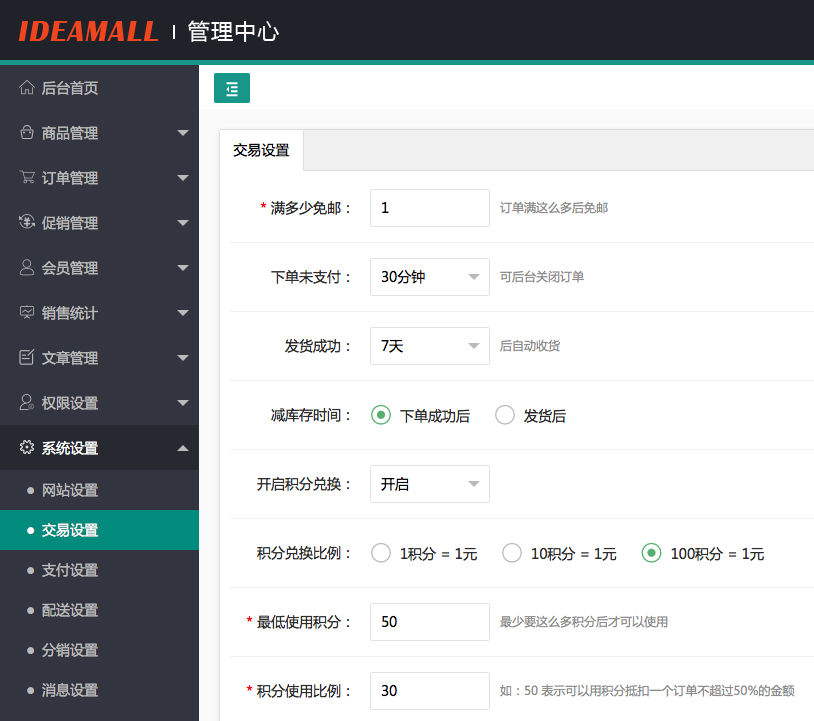 IDEAMALL | 管理中心
后台首页
商品管理
订单管理
促销管理
会员管理
销售统计
文章管理
权限设置
系统设置
网站设置
交易设置
支付设置
配送设置
分销设置
消息设置
交易设置
* 满多少免邮： 1 订单满这么多后免邮
下单未支付： 30分钟 可后台关闭订单
发货成功： 7天 后自动收货
减库存时间： 下单成功后 发货后
开启积分兑换： 开启
积分兑换比例： 1积分 = 1元 10积分 = 1元 100积分 = 1元
* 最低使用积分： 50 最少要这么多积分后才可以使用
* 积分使用比例： 30 如：50 表示可以用积分抵扣一个订单不超过50%的金额